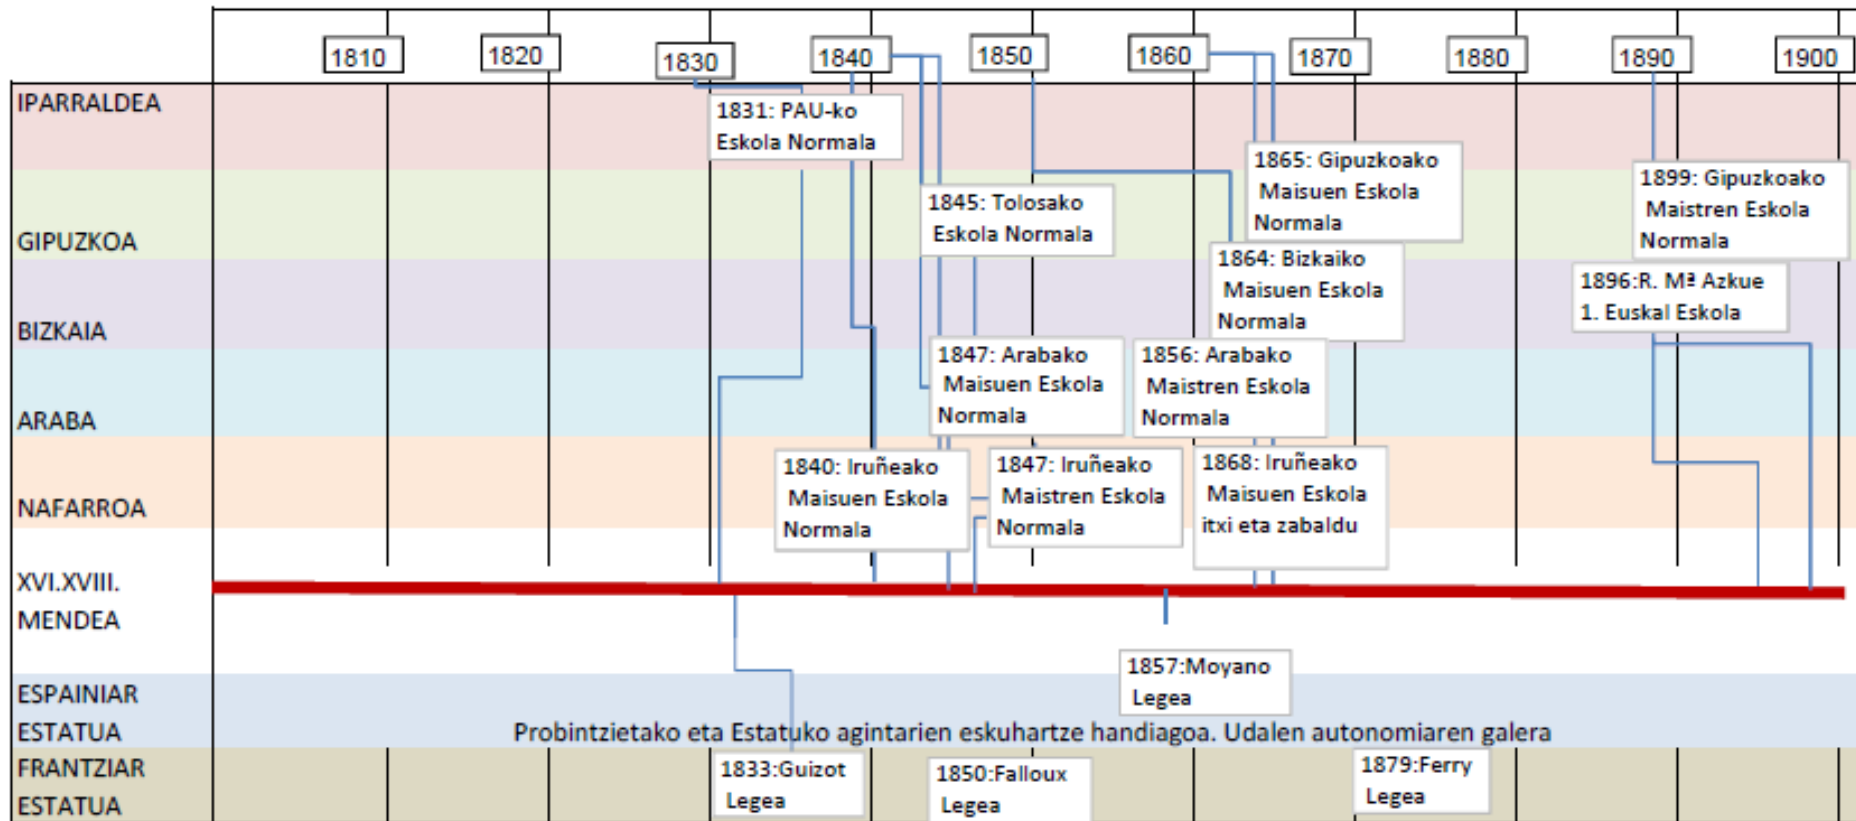 1810
1820
1830
1840
1850
1860
1870
1880
1890
1900
IPARRALDEA
1831: PAU-ko
Eskola Normala
GIPUZKOA
1845: Tolosako
Eskola Normala
1865: Gipuzkoako
Maisuen Eskola
Normala
1899: Gipuzkoako
Maistren Eskola
Normala
BIZKAIA
1864: Bizkaiko
Maisuen Eskola
Normala
1896:R. Mª Azkue
1. Euskal Eskola
ARABA
1847: Arabako
Maisuen Eskola
Normala
1856: Arabako
Maistren Eskola
Normala
NAFARROA
1840: Iruñeako
Maisuen Eskola
Normala
1847: Iruñeako
Maistren Eskola
Normala
1868: Iruñeako
Maisuen Eskola
itxi eta zabaldu
XVI.XVIII.
MENDEA
ESPAINIAR
ESTATUA
1857:Moyano
Legea
Probintzietako eta Estatuko agintarien eskuhartze handiagoa. Udalen autonomiaren galera
FRANTZIAR
ESTATUA
1833:Guizot
Legea
1850:Falloux
Legea
1879:Ferry
Legea